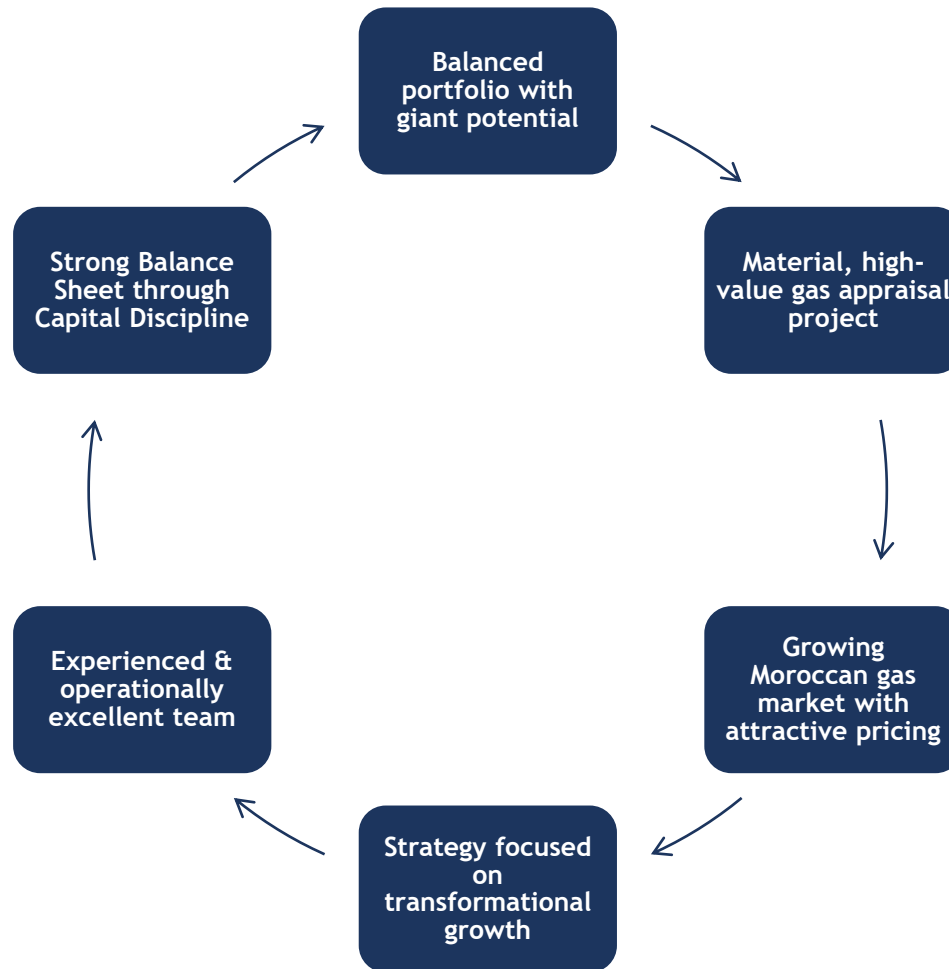 Balanced
portfolio with
giant potential
Material, high-
value gas appraisal
project
Growing
Moroccan gas
market with
attractive pricing
Strategy focused
on
transformational
growth
Experienced &
operationally
excellent team
Strong Balance
Sheet through
Capital Discipline